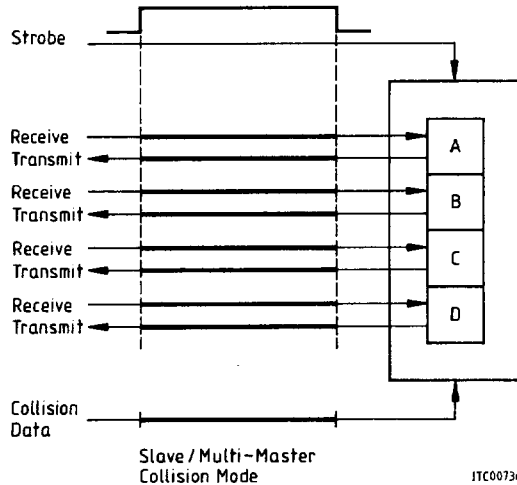 Strobe
Receive
Transmit
A
Receive
Transmit
B
Receive
Transmit
C
Receive
Transmit
D
Collision
Data
Slave / Multi-Master
Collision Mode